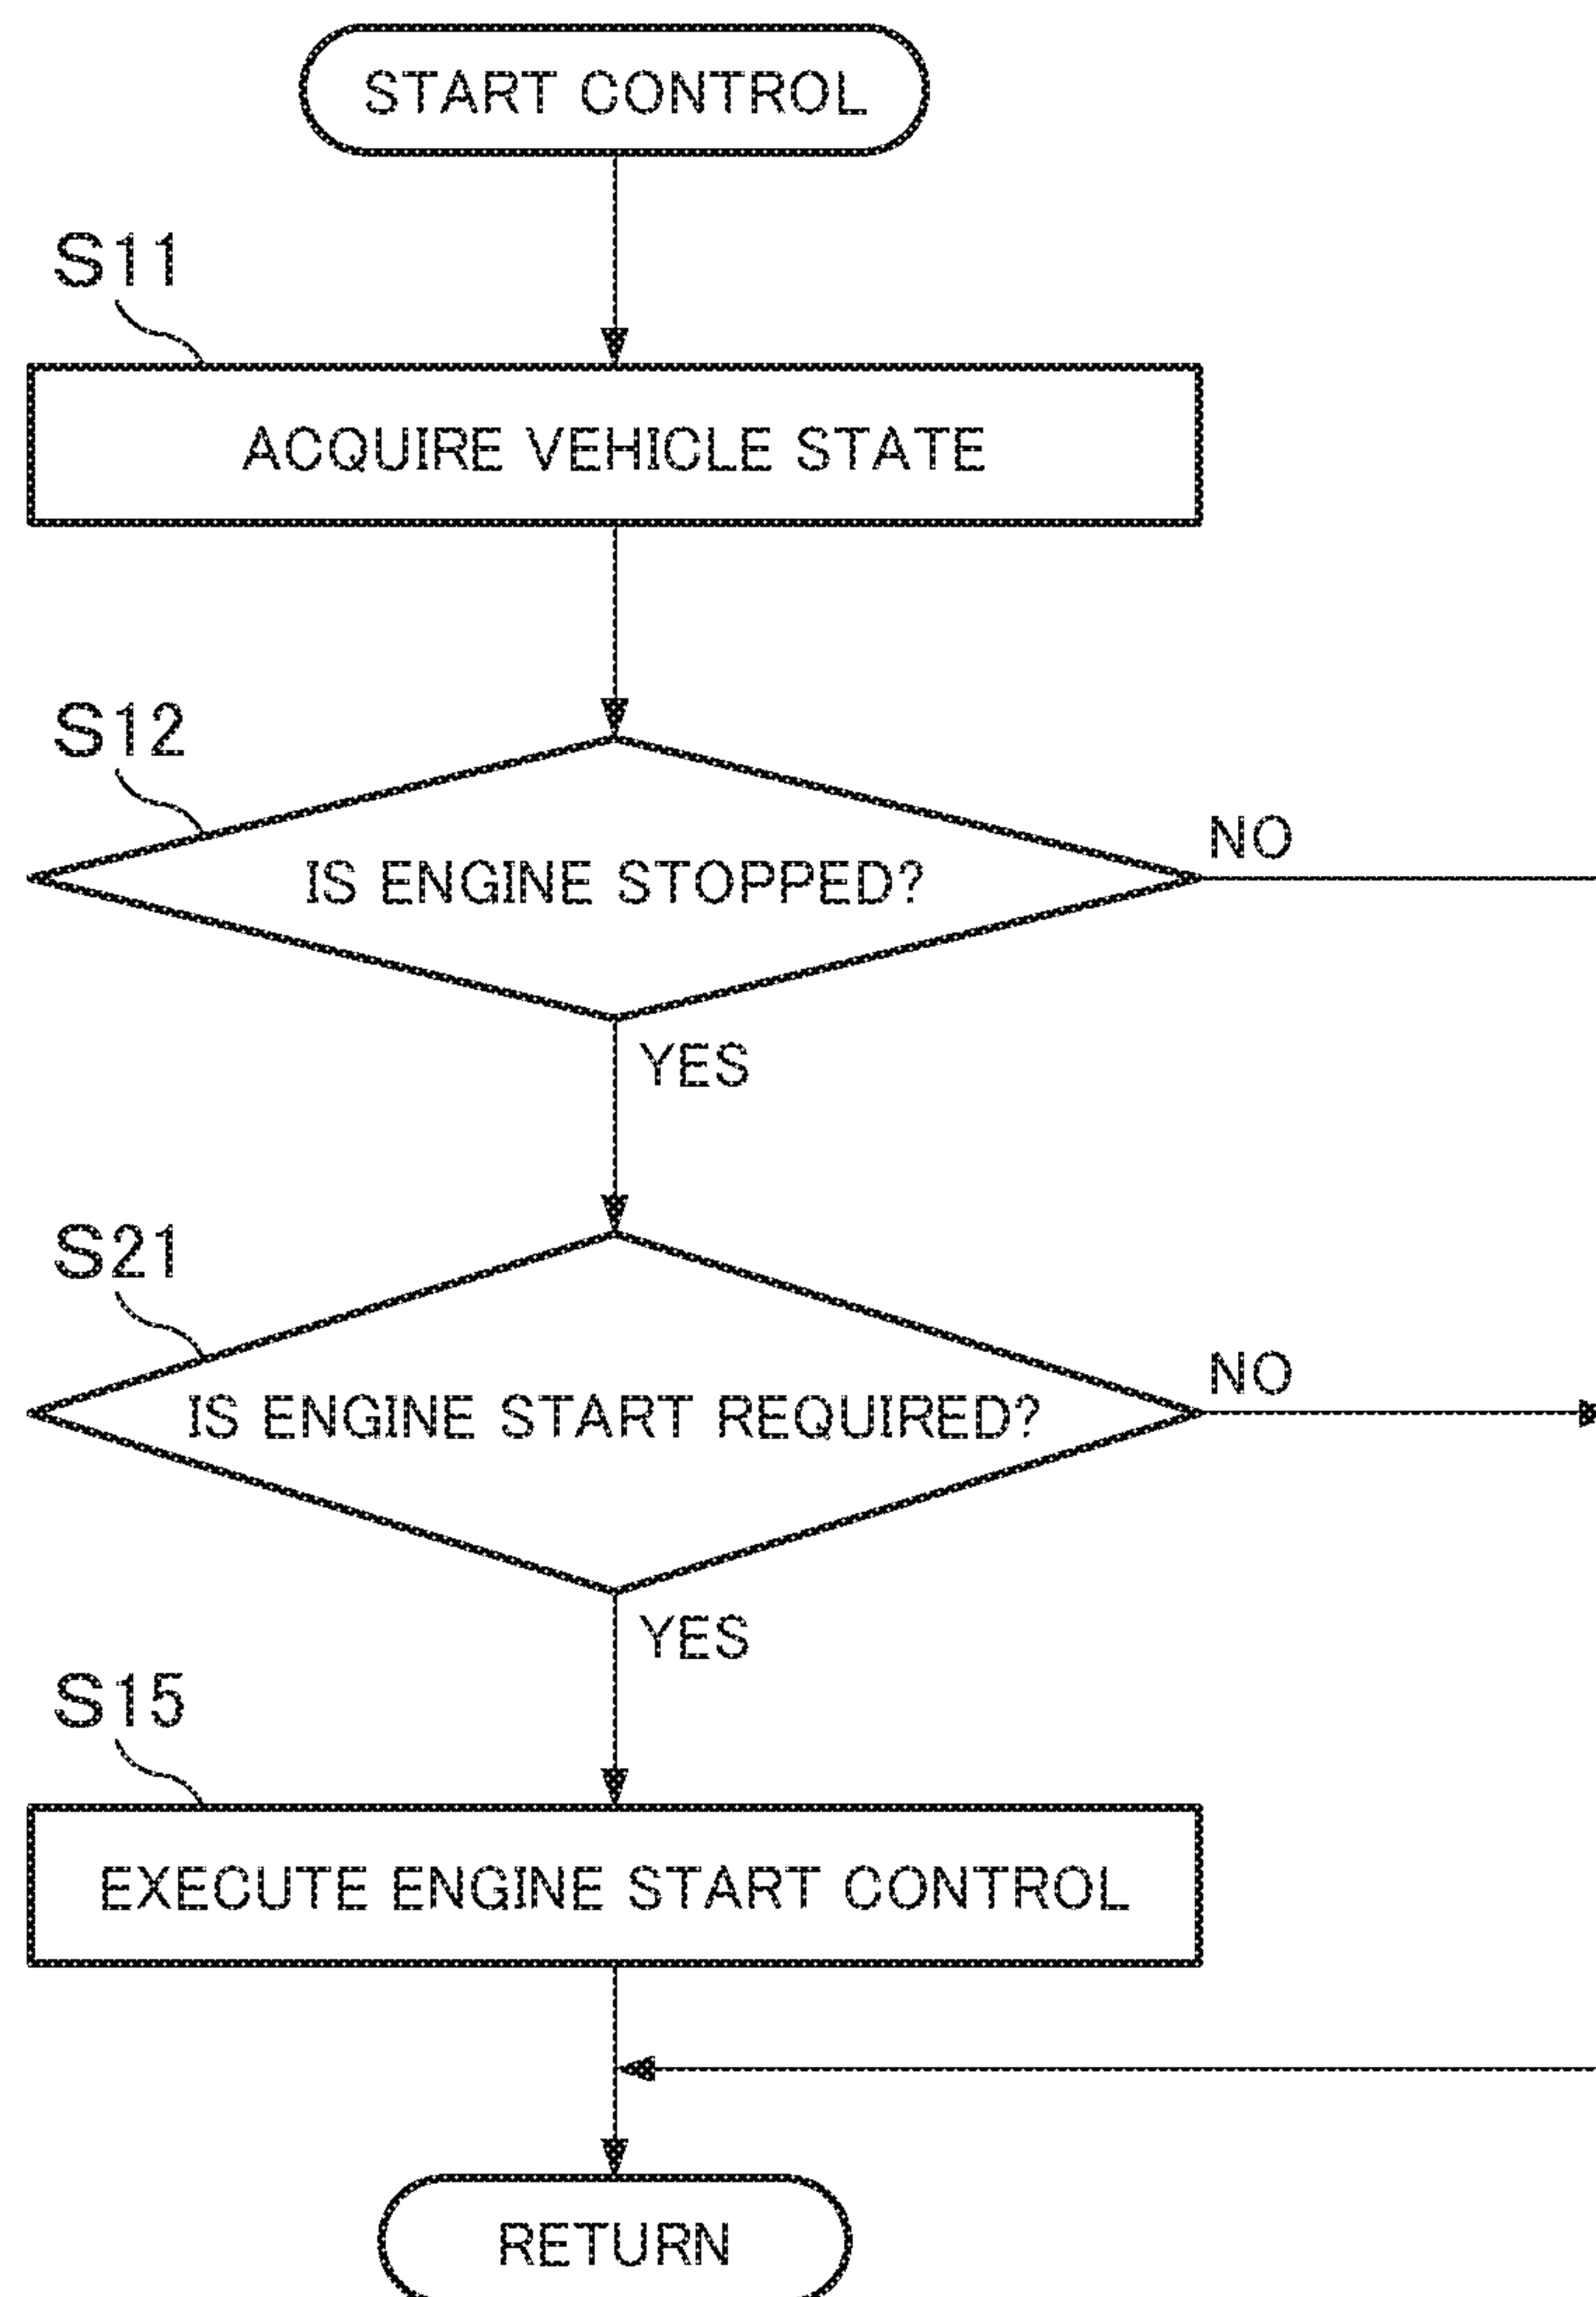 START CONTROL
S11
ACQUIRE VEHICLE STATE
S12
IS ENGINE STOPPED?
NO
YES
S21
IS ENGINE START REQUIRED?
NO
YES
S15
EXECUTE ENGINE START CONTROL
RETURN